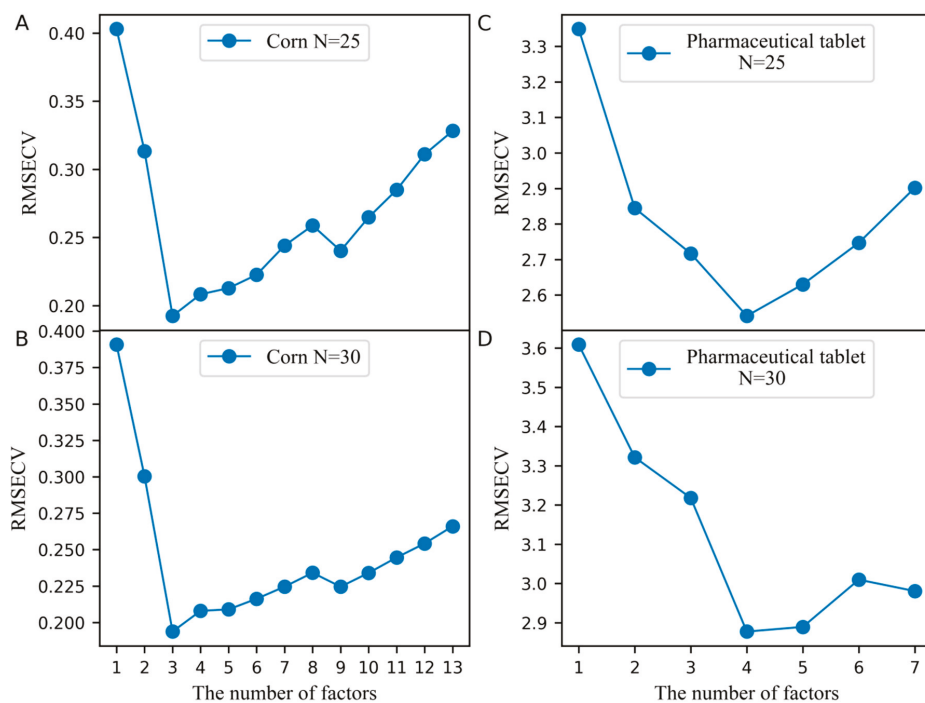 A
Corn N=25
RMSECV
0.40
0.35
0.30
0.25
0.20
B
Corn N=30
RMSECV
0.400
0.375
0.350
0.325
0.300
0.275
0.250
0.225
0.200
1 2 3 4 5 6 7 8 9 10 11 12 13
The number of factors
C
Pharmaceutical tablet
N=25
RMSECV
3.3
3.2
3.1
3.0
2.9
2.8
2.7
2.6
D
Pharmaceutical tablet
N=30
RMSECV
3.6
3.5
3.4
3.3
3.2
3.1
3.0
2.9
1 2 3 4 5 6 7
The number of factors